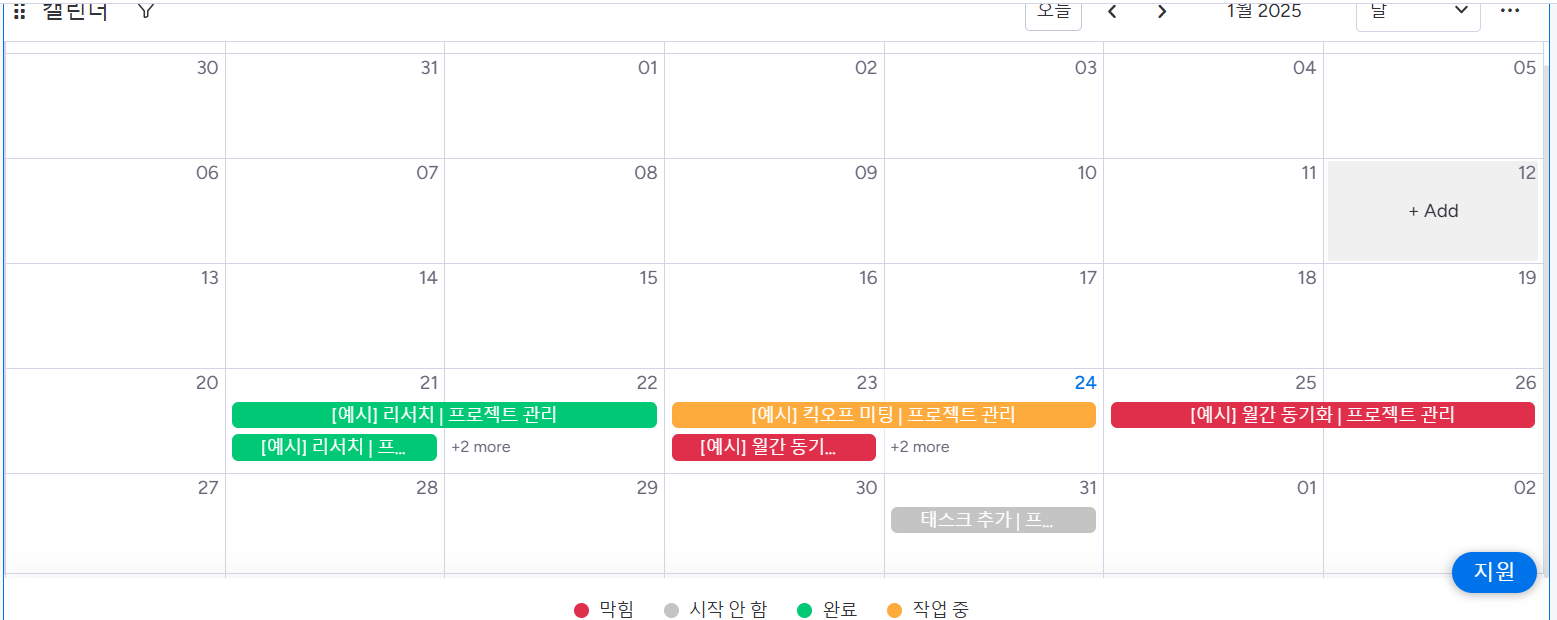 캘린더
오늘 1월 2025 달
30 31 01 02 03 04 05
06 07 08 09 10 11 12
+ Add
13 14 15 16 17 18 19
20 21 22 23 24 25 26
[예시] 리서치 | 프로젝트 관리 [예시] 킥오프 미팅 | 프로젝트 관리 [예시] 월간 동기화 | 프로젝트 관리
[예시] 리서치 | 프... +2 more [예시] 월간 동기... +2 more
27 28 29 30 31 01 02
태스크 추가 | 프...
지원
막힘 시작 안 함 완료 작업 중